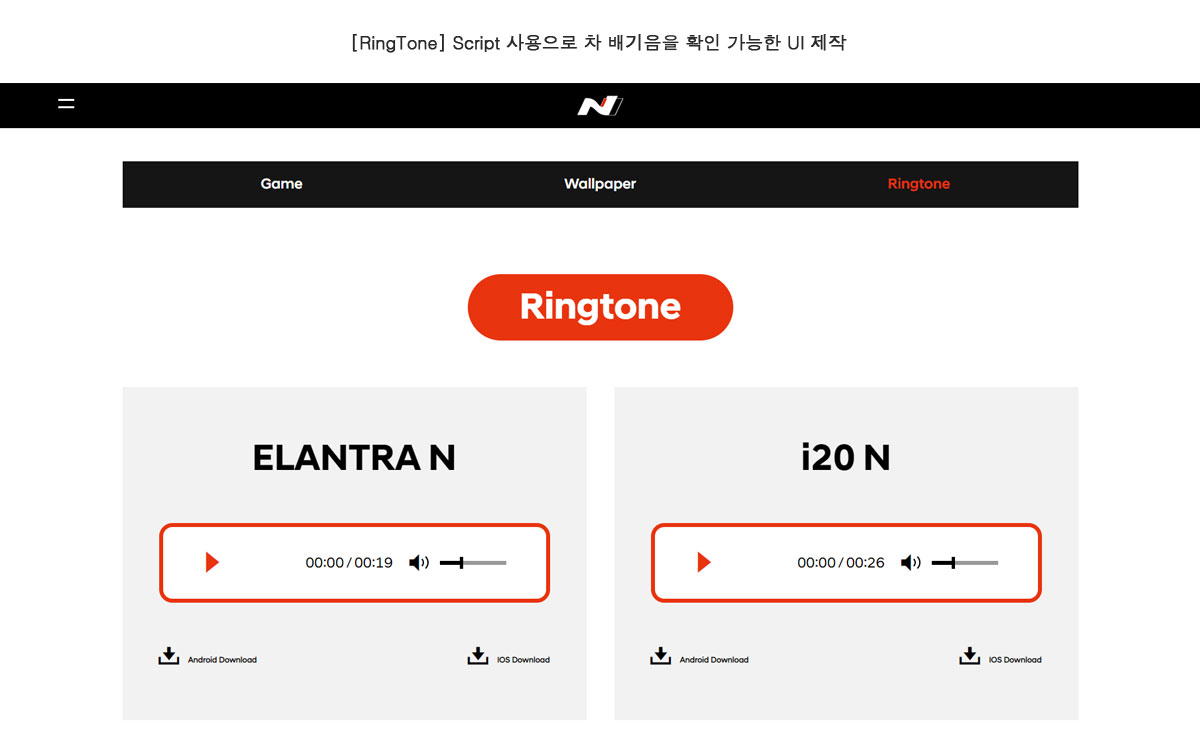 [RingTone] Script 사용으로 차 배기음을 확인 가능한 UI 제작
N
Game Wallpaper Ringtone
Ringtone
ELANTRA N i20 N
00:00 / 00:19 00:00 / 00:26
Android Download IOS Download Android Download IOS Download